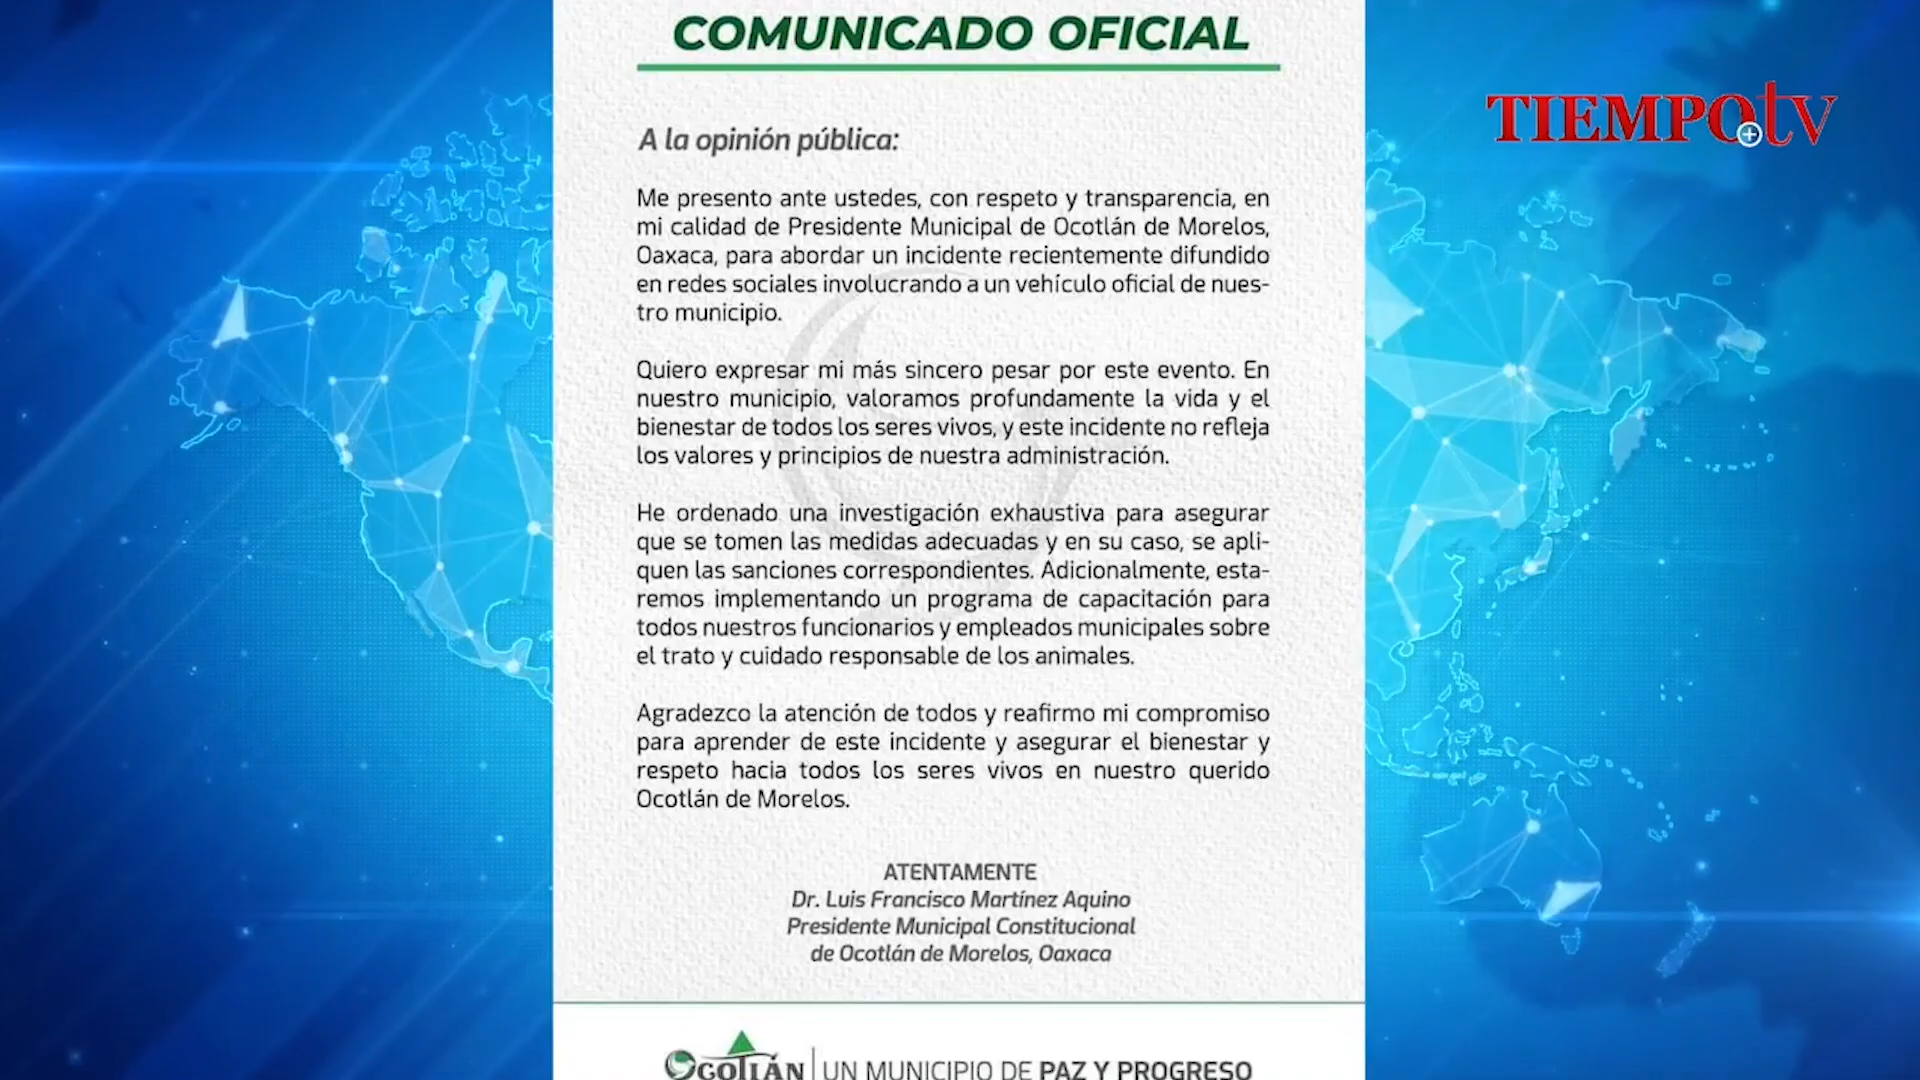 COMUNICADO OFICIAL
TIEMPOtv
A la opinión pública:
Me presento ante ustedes, con respeto y transparencia, en
mi calidad de Presidente Municipal de Ocotlán de Morelos,
Oaxaca, para abordar un incidente recientemente difundido
en redes sociales involucrando a un vehículo oficial de nues-
tro municipio.
Quiero expresar mi más sincero pesar por este evento. En
nuestro municipio, valoramos profundamente la vida y el
bienestar de todos los seres vivos, y este incidente no refleja
los valores y principios de nuestra administración.
He ordenado una investigación exhaustiva para asegurar
que se tomen las medidas adecuadas y en su caso, se apli-
quen las sanciones correspondientes. Adicionalmente, esta-
remos implementando un programa de capacitación para
todos nuestros funcionarios y empleados municipales sobre
el trato y cuidado responsable de los animales.
Agradezco la atención de todos y reafirmo mi compromiso
para aprender de este incidente y asegurar el bienestar y
respeto hacia todos los seres vivos en nuestro querido
Ocotlán de Morelos.
ATENTAMENTE
Dr. Luis Francisco Martínez Aquino
Presidente Municipal Constitucional
de Ocotlán de Morelos, Oaxaca
OCOTLÁN UN MUNICIPIO DE PAZ Y PROGRESO